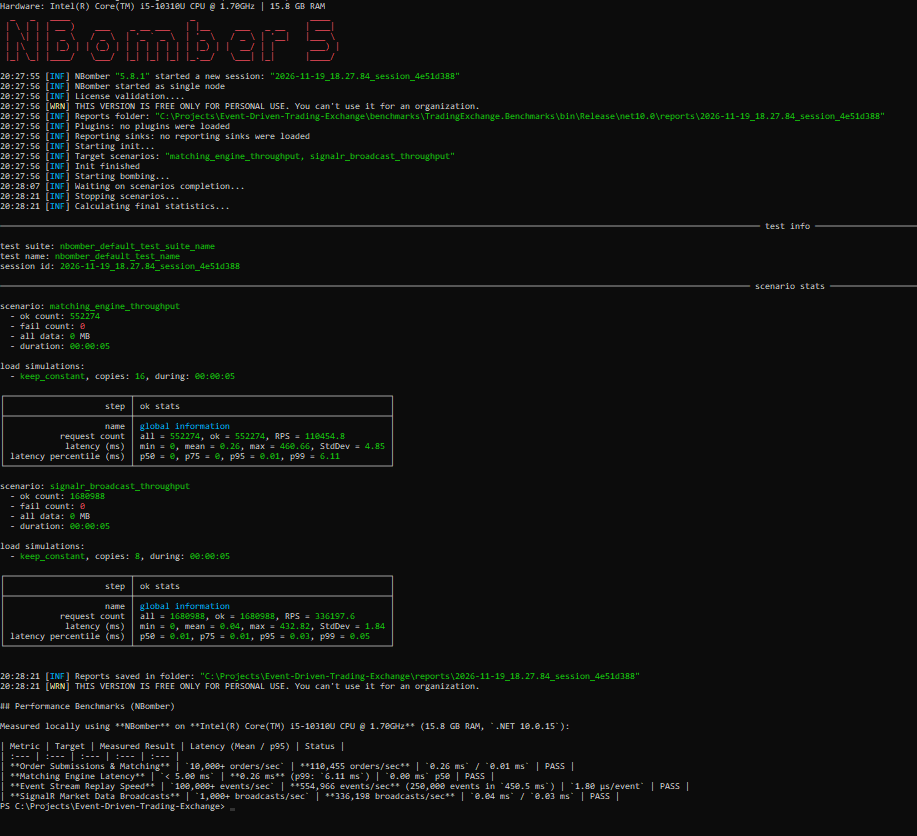 Hardware: Intel(R) Core(TM) i5-10310U CPU @ 1.70GHz | 15.8 GB RAM
NBomber
20:27:55 [INF] NBomber "5.8.1" started a new session: "2026-11-19_18.27.84_session_4e51d388"
20:27:56 [INF] NBomber started as single node
20:27:56 [INF] License validation....
20:27:56 [WRN] THIS VERSION IS FREE ONLY FOR PERSONAL USE. You can't use it for an organization.
20:27:56 [INF] Reports folder: "C:\Projects\Event-Driven-Trading-Exchange\benchmarks\TradingExchange.Benchmarks\bin\Release\net10.0\reports\2026-11-19_18.27.84_session_4e51d388"
20:27:56 [INF] Plugins: no plugins were loaded
20:27:56 [INF] Reporting sinks: no reporting sinks were loaded
20:27:56 [INF] Starting init...
20:27:56 [INF] Target scenarios: "matching_engine_throughput, signalr_broadcast_throughput"
20:27:56 [INF] Init finished
20:27:56 [INF] Starting bombing...
20:28:07 [INF] Waiting on scenarios completion...
20:28:21 [INF] Stopping scenarios...
20:28:21 [INF] Calculating final statistics...
test info
test suite: nbomber_default_test_suite_name
test name: nbomber_default_test_name
session id: 2026-11-19_18.27.84_session_4e51d388
scenario stats
scenario: matching_engine_throughput
- ok count: 552274
- fail count: 0
- all data: 0 MB
- duration: 00:00:05
load simulations:
- keep_constant, copies: 16, during: 00:00:05
step | ok stats
name | global information
request count | all = 552274, ok = 552274, RPS = 110454.8
latency (ms) | min = 0, mean = 0.26, max = 460.66, StdDev = 4.85
latency percentile (ms) | p50 = 0, p75 = 0, p95 = 0.01, p99 = 6.11
scenario: signalr_broadcast_throughput
- ok count: 1680988
- fail count: 0
- all data: 0 MB
- duration: 00:00:05
load simulations:
- keep_constant, copies: 8, during: 00:00:05
step | ok stats
name | global information
request count | all = 1680988, ok = 1680988, RPS = 336197.6
latency (ms) | min = 0, mean = 0.04, max = 432.82, StdDev = 1.84
latency percentile (ms) | p50 = 0.01, p75 = 0.01, p95 = 0.03, p99 = 0.05
20:28:21 [INF] Reports saved in folder: "C:\Projects\Event-Driven-Trading-Exchange\reports\2026-11-19_18.27.84_session_4e51d388"
20:28:21 [WRN] THIS VERSION IS FREE ONLY FOR PERSONAL USE. You can't use it for an organization.
## Performance Benchmarks (NBomber)
Measured locally using **NBomber** on **Intel(R) Core(TM) i5-10310U CPU @ 1.70GHz** (15.8 GB RAM, `.NET 10.0.15`):
| Metric | Target | Measured Result | Latency (Mean / p95) | Status |
| :--- | :--- | :--- | :--- | :--- |
| **Order Submissions & Matching** | `10,000+ orders/sec` | **110,455 orders/sec** | `0.26 ms` / `0.01 ms` | PASS |
| **Matching Engine Latency** | `< 5.00 ms` | **0.26 ms** (p99: `6.11 ms`) | `0.00 ms` p50 | PASS |
| **Event Stream Replay Speed** | `100,000+ events/sec` | **554,966 events/sec** (250,000 events in `450.5 ms`) | `1.80 µs/event` | PASS |
| **SignalR Market Data Broadcasts** | `1,000+ broadcasts/sec` | **336,198 broadcasts/sec** | `0.04 ms` / `0.03 ms` | PASS |
PS C:\Projects\Event-Driven-Trading-Exchange> _